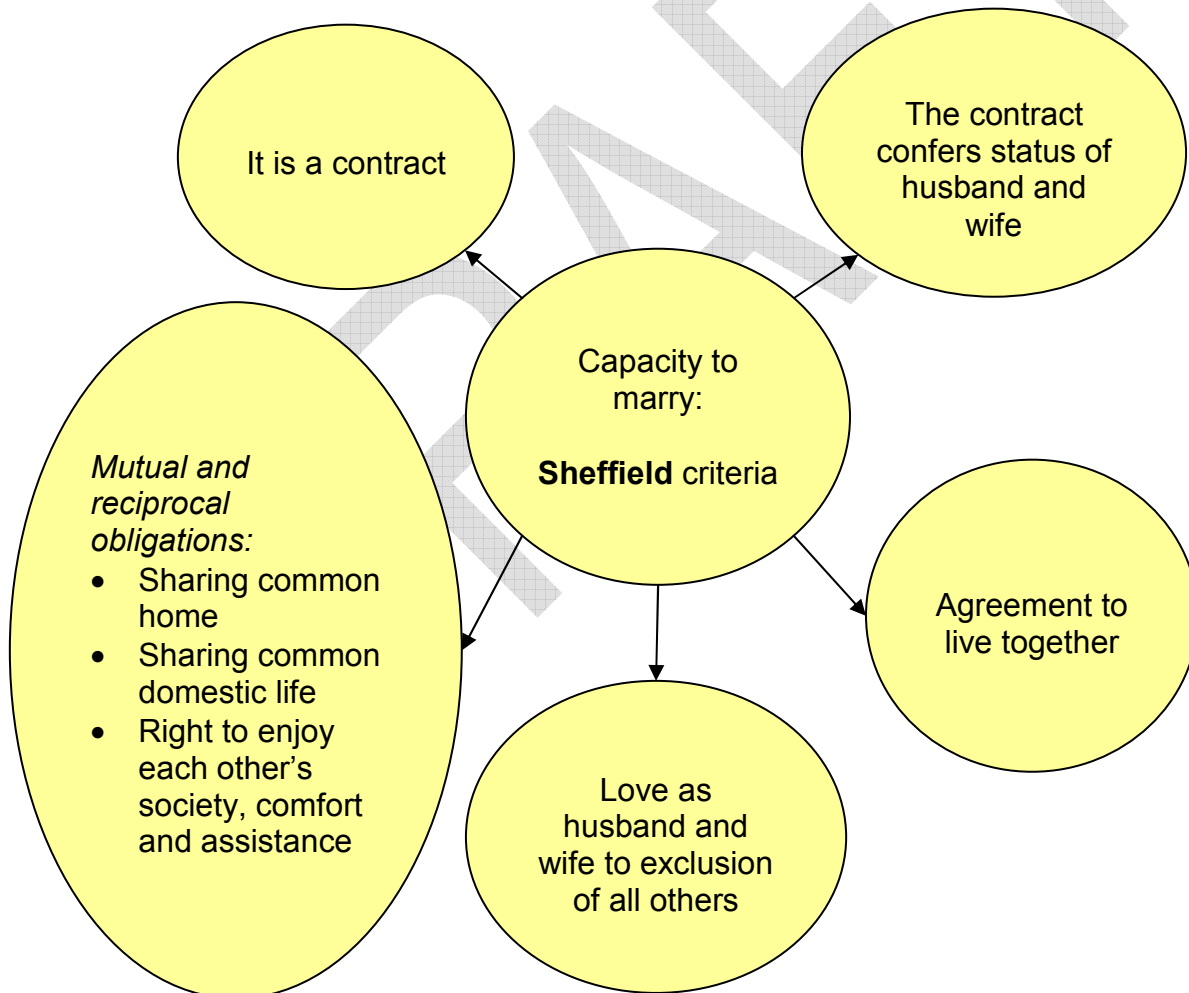 It is a contract
The contract
confers status of
husband and
wife
Capacity to
marry:
Sheffield criteria
Mutual and
reciprocal
obligations:
• Sharing common
home
• Sharing common
domestic life
• Right to enjoy
each other’s
society, comfort
and assistance
Agreement to
live together
Love as
husband and
wife to exclusion
of all others